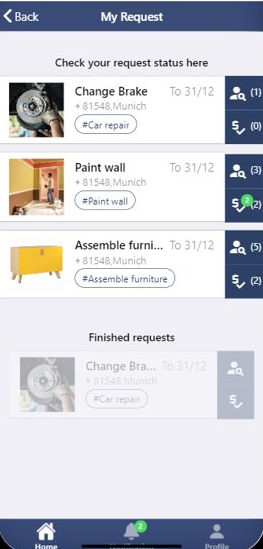 Back
My Request
Check your request status here
Change Brake
To 31/12
81548,Munich
#Car repair
(1)
(0)
Paint wall
To 31/12
81548,Munich
#Paint wall
(3)
2
(2)
Assemble furni...
To 31/12
81548,Munich
#Assemble furniture
(5)
(2)
Finished requests
Change Bra...
To 31/12
81548,Munich
#Car repair
2
Home
Profile